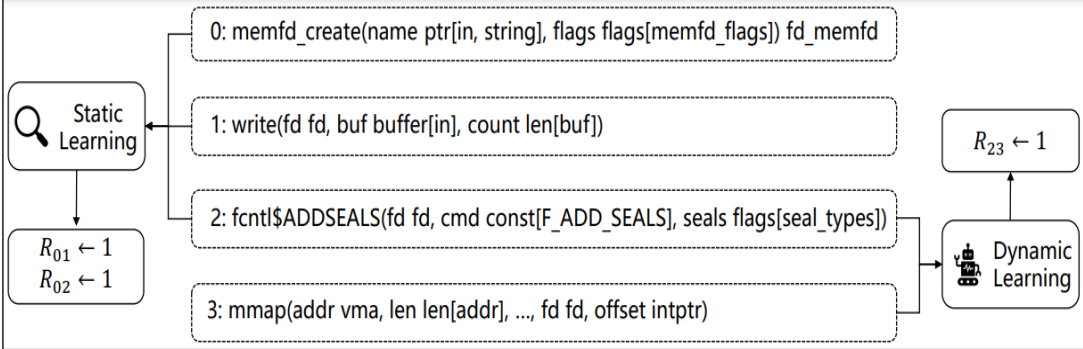 0: memfd_create(name ptr[in, string], flags flags[memfd_flags]) fd_memfd
Static
Learning
1: write(fd fd, buf buffer[in], count len[buf])
R₂₃ ← 1
2: fcntl$ADDSEALS(fd fd, cmd const[F_ADD_SEALS], seals flags[seal_types])
R₀₁ ← 1
R₀₂ ← 1
Dynamic
Learning
3: mmap(addr vma, len len[addr], ..., fd fd, offset intptr)